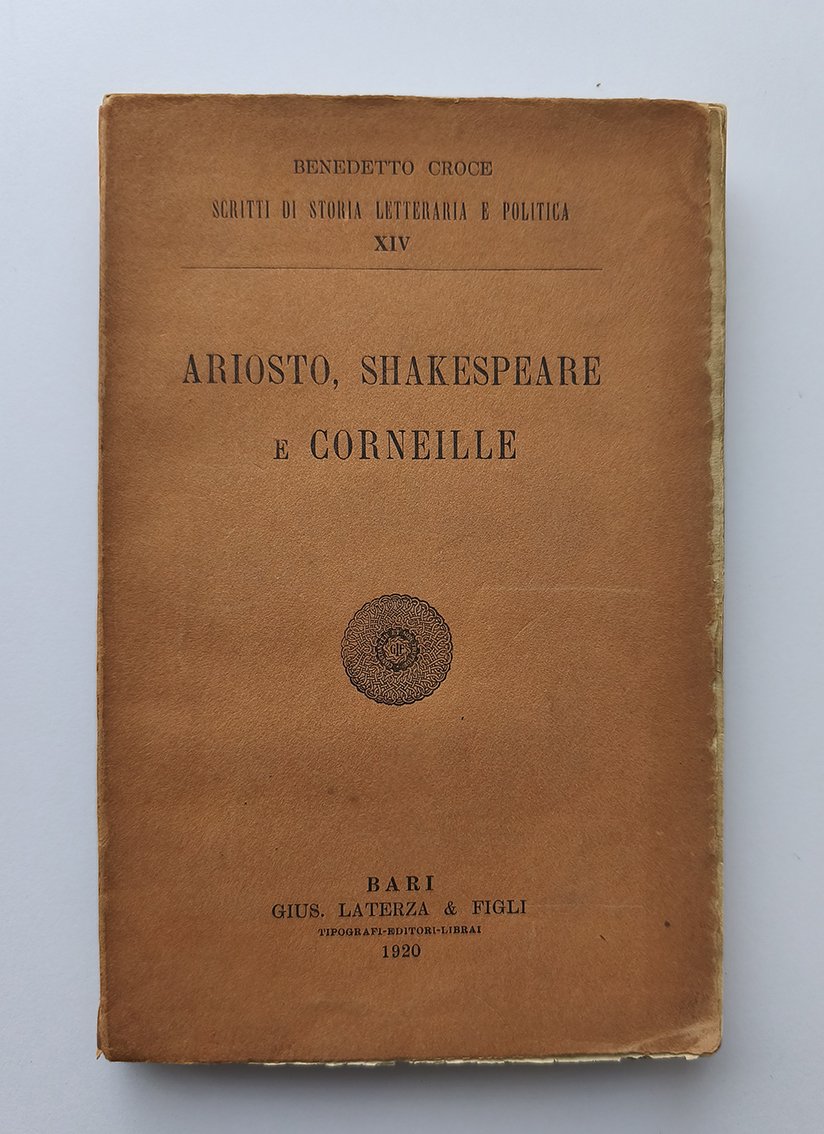 BENEDETTO CROCE
SCRITTI DI STORIA LETTERARIA E POLITICA
XIV
ARIOSTO, SHAKESPEARE
E CORNEILLE
BARI
GIUS. LATERZA & FIGLI
TIPOGRAFI-EDITORI-LIBRAI
1920